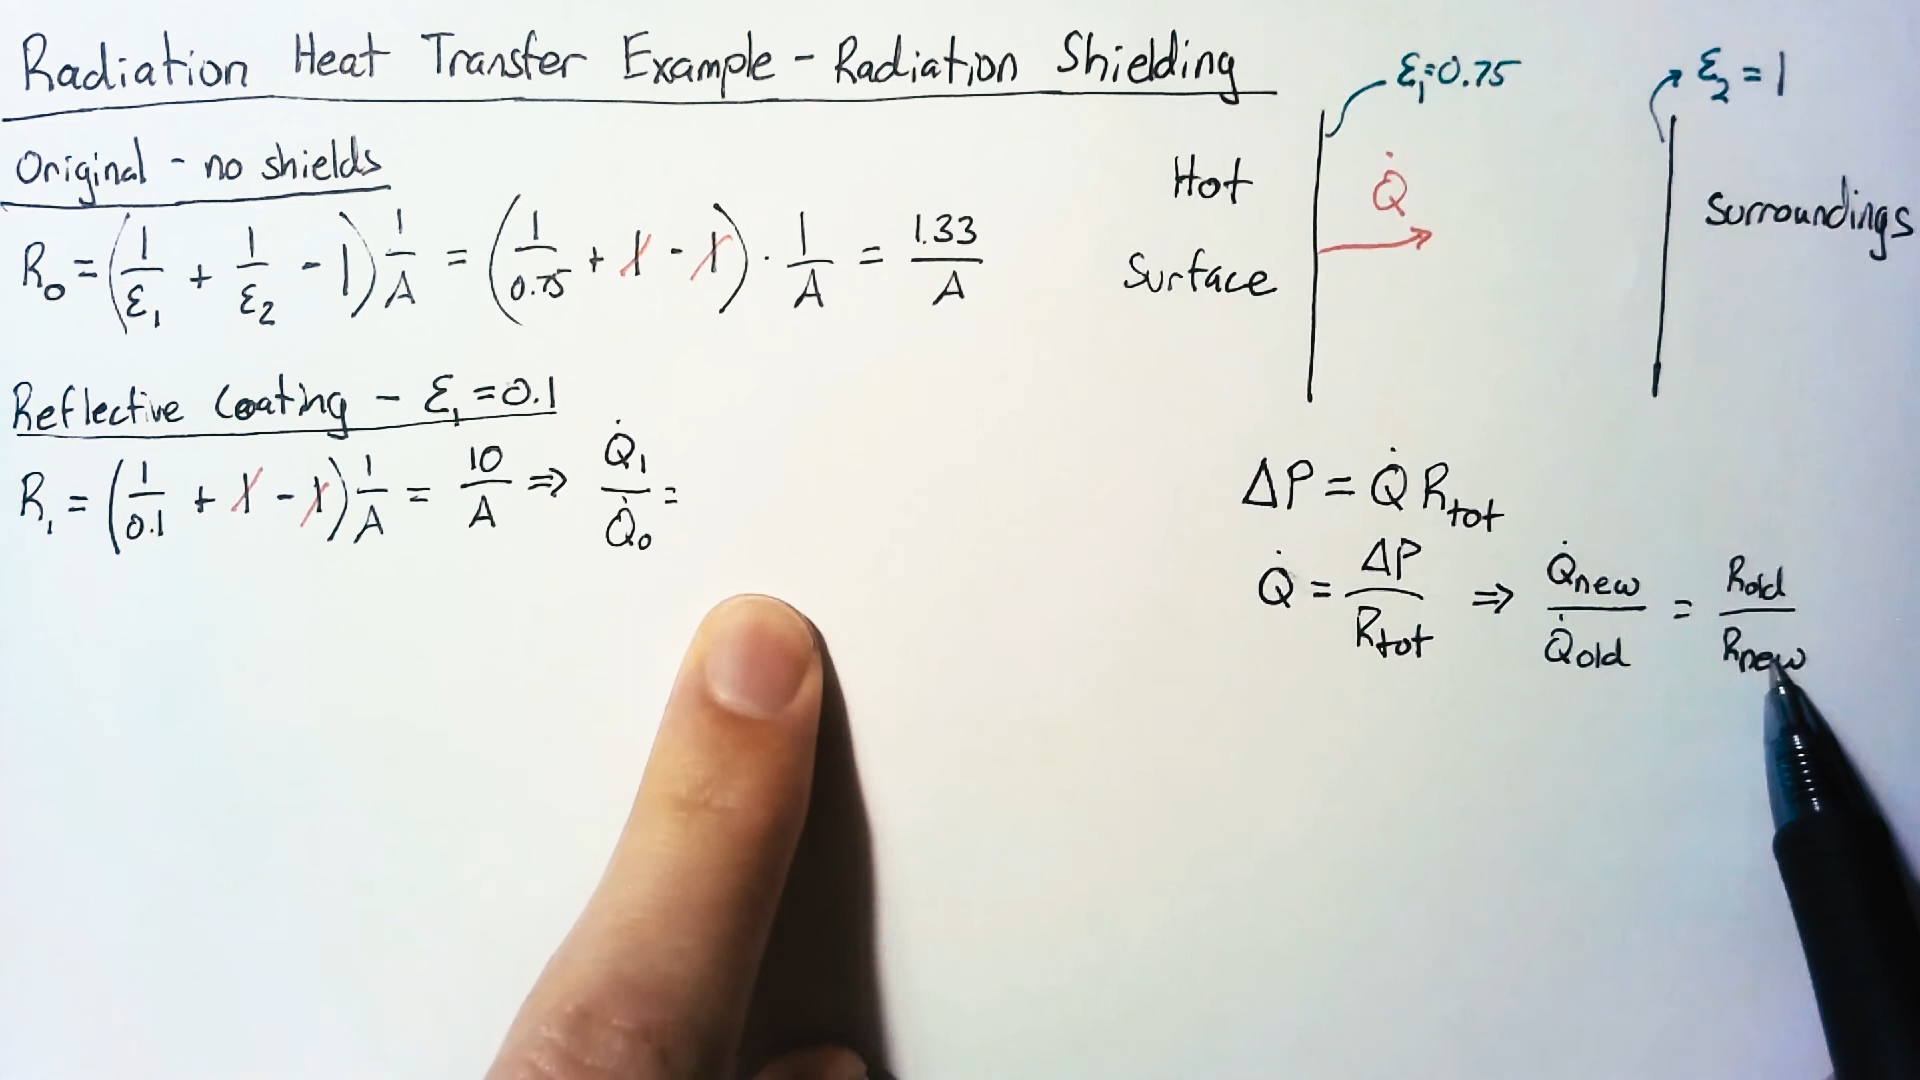 Radiation Heat Transfer Example - Radiation Shielding
Original - no shields
R₀ = (1/ε₁ + 1/ε₂ - 1) 1/A = (1/0.75 + 1 - 1) · 1/A = 1.33/A
Reflective Coating - ε₁ = 0.1
R₁ = (1/0.1 + 1 - 1) 1/A = 10/A ⇒ Q̇₁/Q̇₀ =
ε₁=0.75
ε₂ = 1
Hot
Surface
Q̇
Surroundings
ΔP = Q̇ Rtot
Q̇ = ΔP/Rtot ⇒ Q̇new/Q̇old = Rold/Rnew